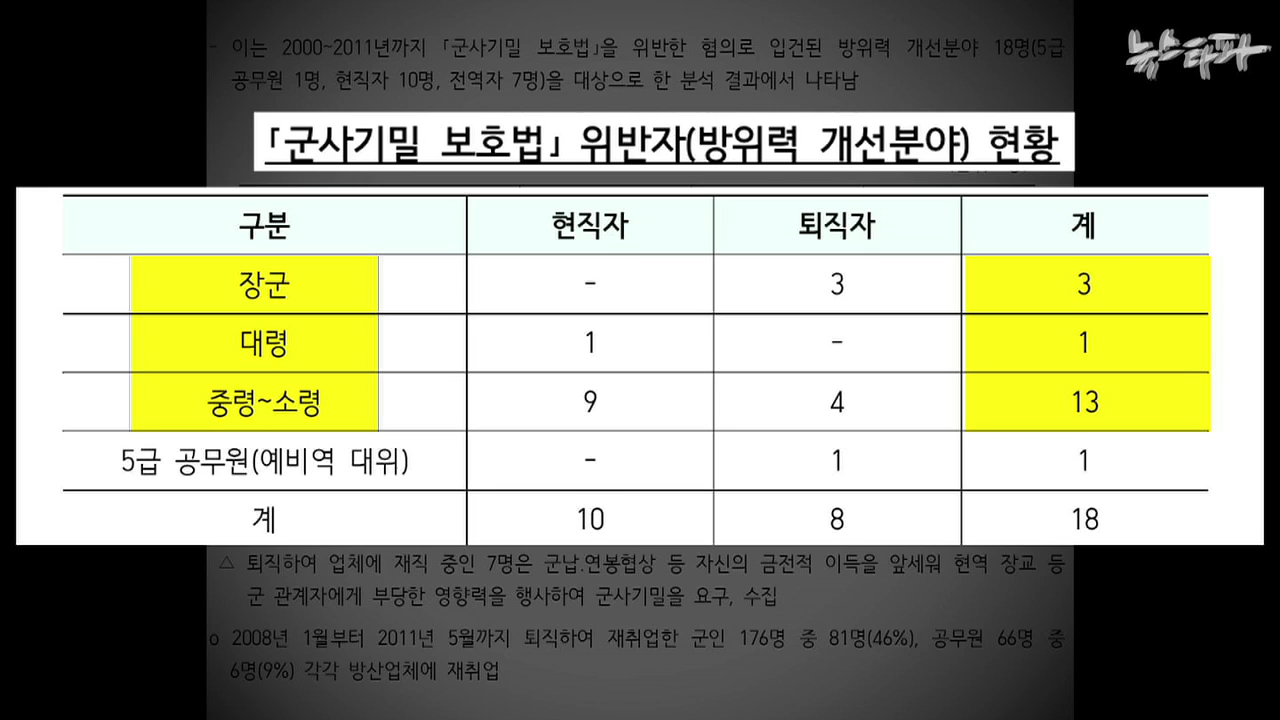 뉴스타파
- 이는 2000~2011년까지 「군사기밀 보호법」을 위반한 혐의로 입건된 방위력 개선분야 18명(5급
공무원 1명, 현직자 10명, 전역자 7명)을 대상으로 한 분석 결과에서 나타남
「군사기밀 보호법」 위반자(방위력 개선분야) 현황
구분 현직자 퇴직자 계
장군 - 3 3
대령 1 - 1
중령~소령 9 4 13
5급 공무원(예비역 대위) - 1 1
계 10 8 18
△ 퇴직하여 업체에 재직 중인 7명은 군납.연봉협상 등 자신의 금전적 이득을 앞세워 현역 장교 등
군 관계자에게 부당한 영향력을 행사하여 군사기밀을 요구, 수집
o 2008년 1월부터 2011년 5월까지 퇴직하여 재취업한 군인 176명 중 81명(46%), 공무원 66명 중
6명(9%) 각각 방산업체에 재취업